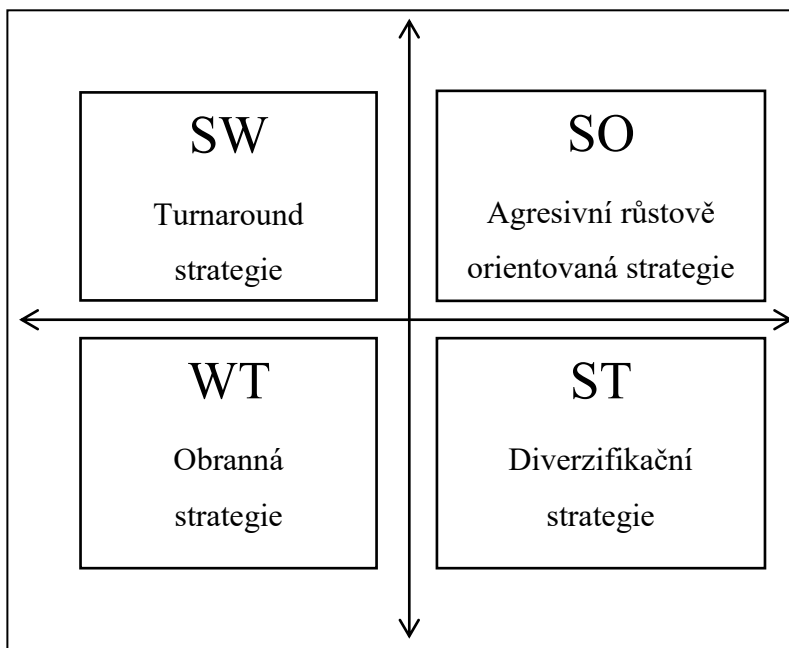 SW
Turnaround
strategie
SO
Agresivní růstově
orientovaná strategie
WT
Obranná
strategie
ST
Diverzifikační
strategie